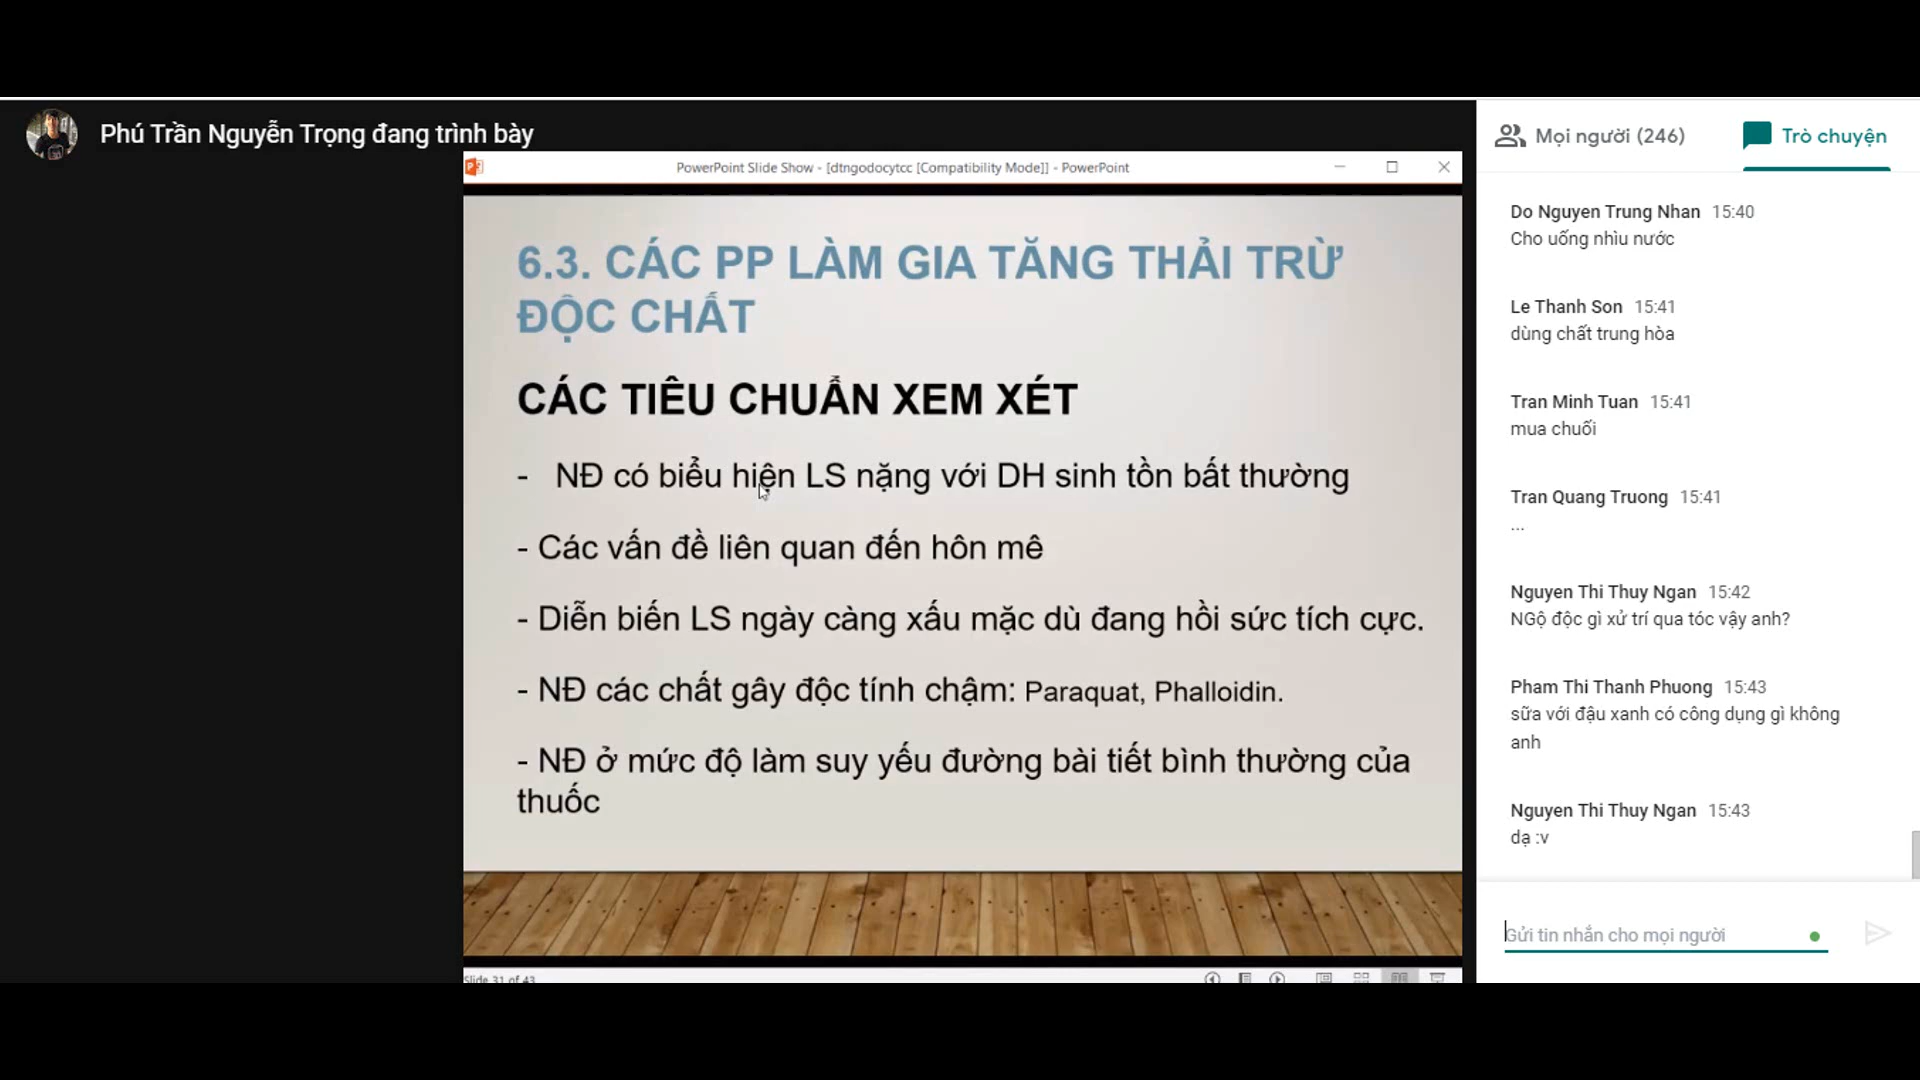 Phú Trần Nguyễn Trọng đang trình bày
PowerPoint Slide Show - [dtngodocytcc [Compatibility Mode]] - PowerPoint
6.3. CÁC PP LÀM GIA TĂNG THẢI TRỪ
ĐỘC CHẤT
CÁC TIÊU CHUẨN XEM XÉT
- NĐ có biểu hiện LS nặng với DH sinh tồn bất thường
- Các vấn đề liên quan đến hôn mê
- Diễn biến LS ngày càng xấu mặc dù đang hồi sức tích cực.
- NĐ các chất gây độc tính chậm: Paraquat, Phalloidin.
- NĐ ở mức độ làm suy yếu đường bài tiết bình thường của
thuốc
Slide 31 of 43
Mọi người (246)
Trò chuyện
Do Nguyen Trung Nhan 15:40
Cho uống nhìu nước
Le Thanh Son 15:41
dùng chất trung hòa
Tran Minh Tuan 15:41
mua chuối
Tran Quang Truong 15:41
...
Nguyen Thi Thuy Ngan 15:42
NGộ độc gì xử trí qua tóc vậy anh?
Pham Thi Thanh Phuong 15:43
sữa với đậu xanh có công dụng gì không
anh
Nguyen Thi Thuy Ngan 15:43
dạ :v
Gửi tin nhắn cho mọi người